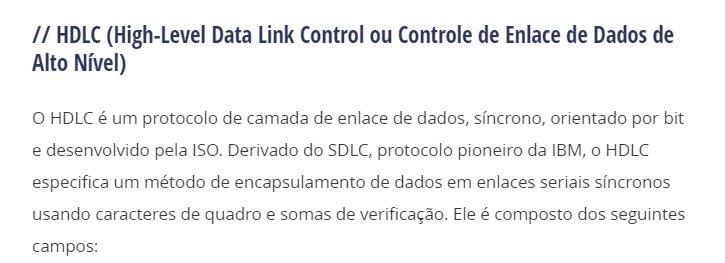 // HDLC (High-Level Data Link Control ou Controle de Enlace de Dados de
Alto Nível)
O HDLC é um protocolo de camada de enlace de dados, síncrono, orientado por bit
e desenvolvido pela ISO. Derivado do SDLC, protocolo pioneiro da IBM, o HDLC
especifica um método de encapsulamento de dados em enlaces seriais síncronos
usando caracteres de quadro e somas de verificação. Ele é composto dos seguintes
campos: